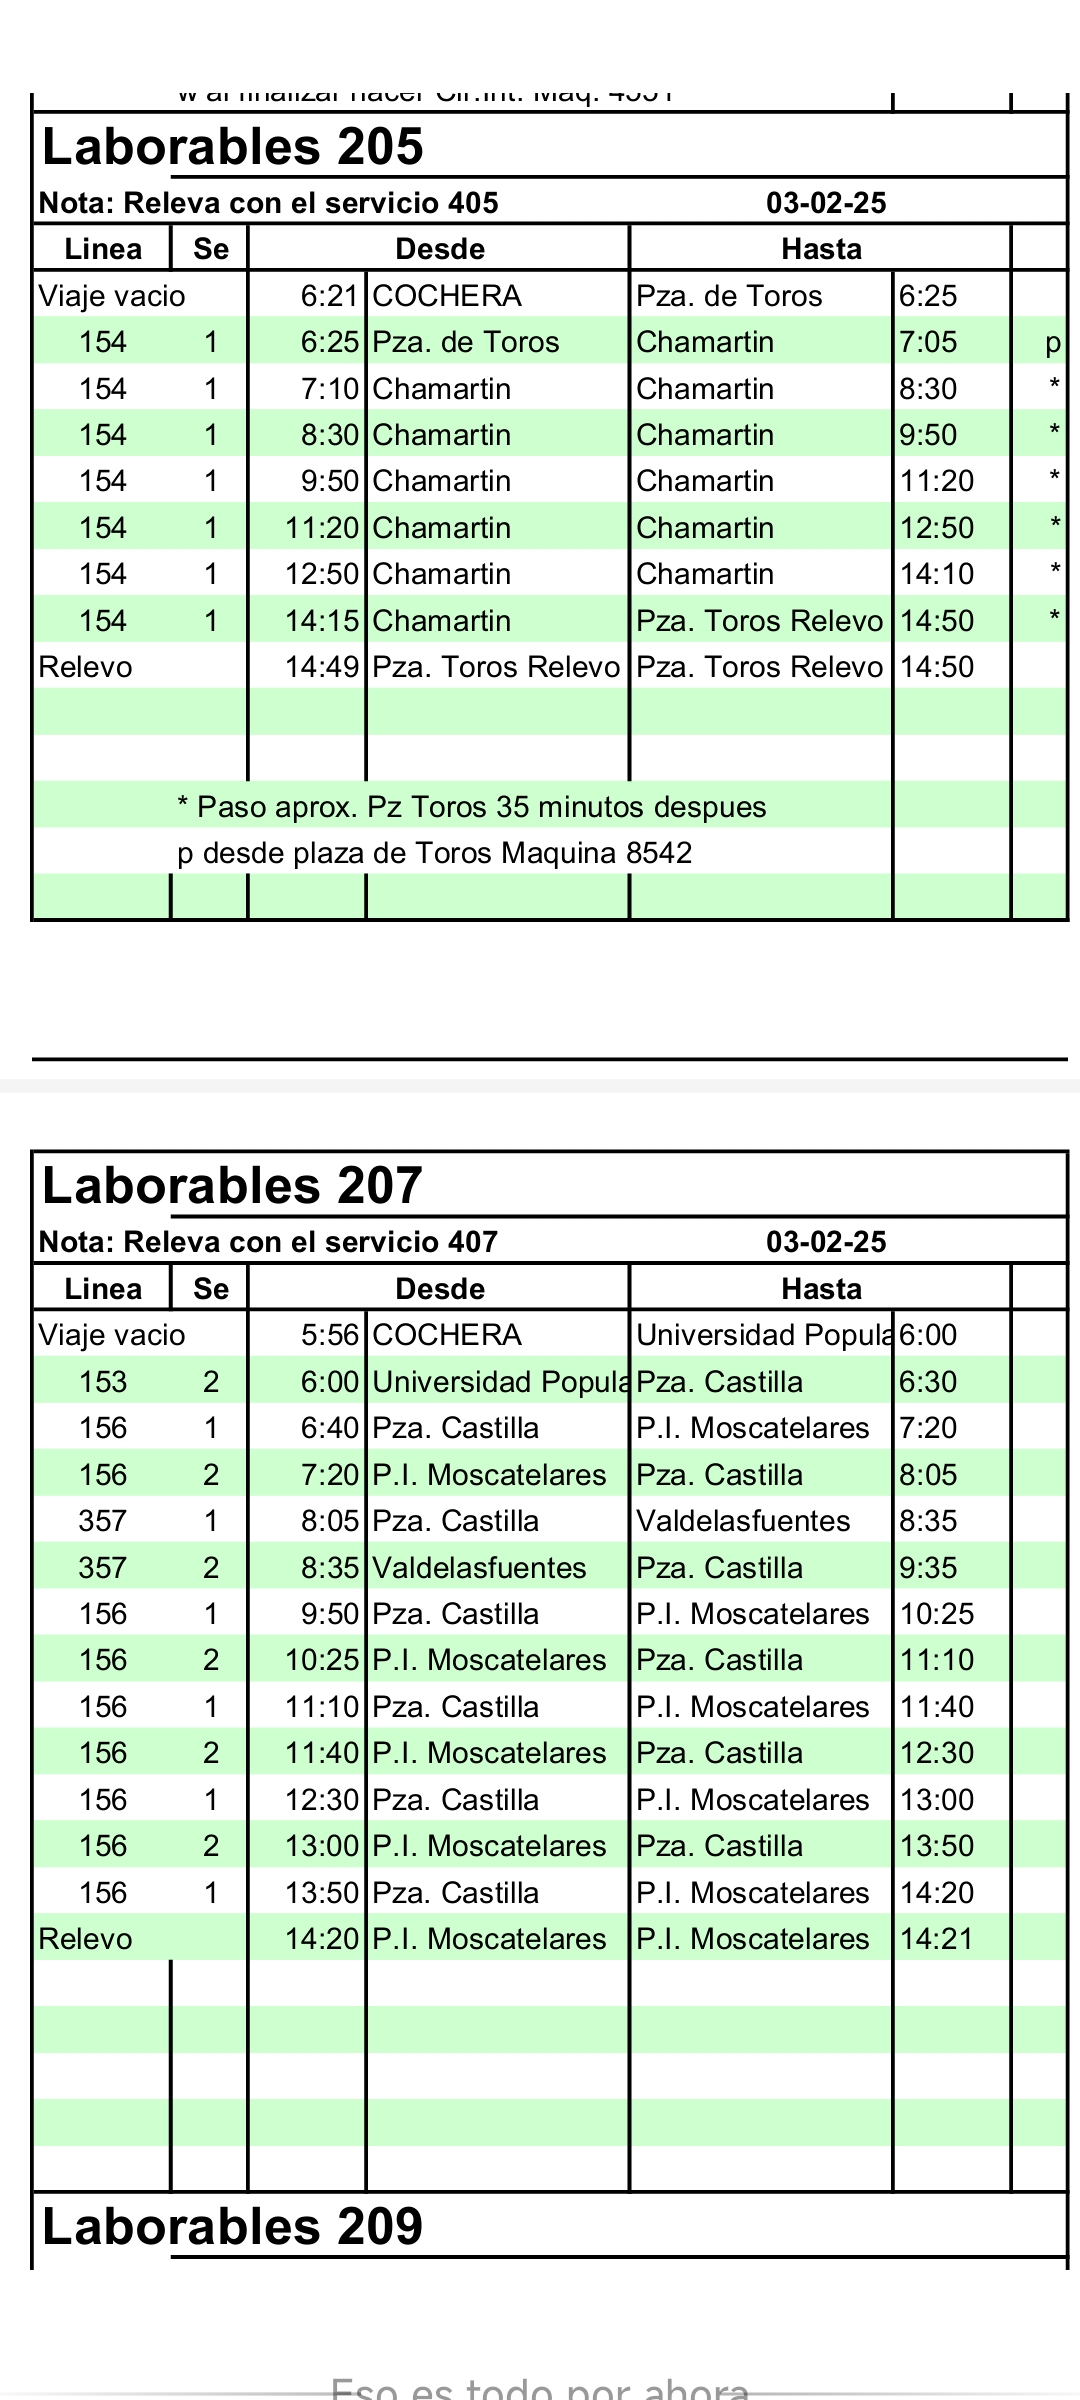 w al finalizar hacer Cir.Int. Maq. 4551
Laborables 205
Nota: Releva con el servicio 405 03-02-25
Linea Se Desde Hasta
Viaje vacio 6:21 COCHERA Pza. de Toros 6:25
154 1 6:25 Pza. de Toros Chamartin 7:05 p
154 1 7:10 Chamartin Chamartin 8:30 *
154 1 8:30 Chamartin Chamartin 9:50 *
154 1 9:50 Chamartin Chamartin 11:20 *
154 1 11:20 Chamartin Chamartin 12:50 *
154 1 12:50 Chamartin Chamartin 14:10 *
154 1 14:15 Chamartin Pza. Toros Relevo 14:50 *
Relevo 14:49 Pza. Toros Relevo Pza. Toros Relevo 14:50
* Paso aprox. Pz Toros 35 minutos despues
p desde plaza de Toros Maquina 8542
Laborables 207
Nota: Releva con el servicio 407 03-02-25
Linea Se Desde Hasta
Viaje vacio 5:56 COCHERA Universidad Popula 6:00
153 2 6:00 Universidad Popula Pza. Castilla 6:30
156 1 6:40 Pza. Castilla P.I. Moscatelares 7:20
156 2 7:20 P.I. Moscatelares Pza. Castilla 8:05
357 1 8:05 Pza. Castilla Valdelasfuentes 8:35
357 2 8:35 Valdelasfuentes Pza. Castilla 9:35
156 1 9:50 Pza. Castilla P.I. Moscatelares 10:25
156 2 10:25 P.I. Moscatelares Pza. Castilla 11:10
156 1 11:10 Pza. Castilla P.I. Moscatelares 11:40
156 2 11:40 P.I. Moscatelares Pza. Castilla 12:30
156 1 12:30 Pza. Castilla P.I. Moscatelares 13:00
156 2 13:00 P.I. Moscatelares Pza. Castilla 13:50
156 1 13:50 Pza. Castilla P.I. Moscatelares 14:20
Relevo 14:20 P.I. Moscatelares P.I. Moscatelares 14:21
Laborables 209
Eso es todo por ahora